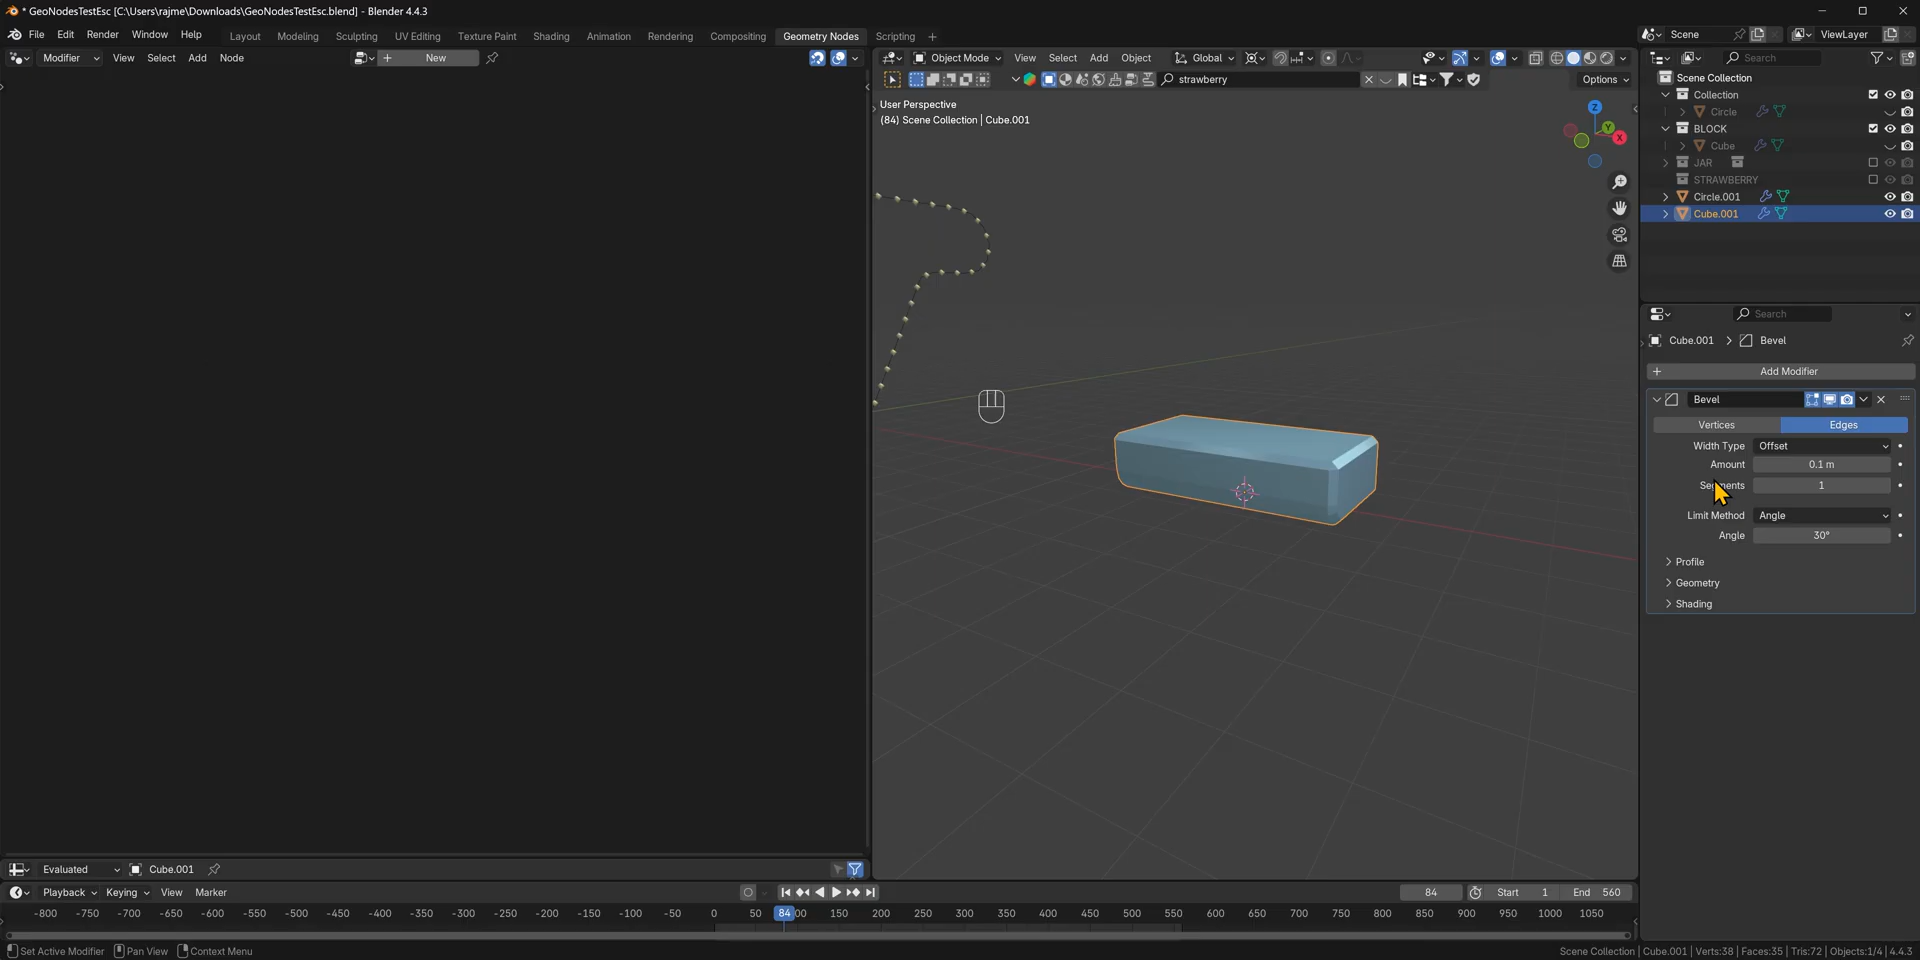 * GeoNodesTestEsc [C:\Users\rajme\Downloads\GeoNodesTestEsc.blend] - Blender 4.4.3
File Edit Render Window Help Layout Modeling Sculpting UV Editing Texture Paint Shading Animation Rendering Compositing Geometry Nodes Scripting + Scene ViewLayer
Modifier View Select Add Node + New Object Mode View Select Add Object Global Search
strawberry Options Scene Collection
Collection
User Perspective
(84) Scene Collection | Cube.001
Circle
BLOCK
Cube
JAR
STRAWBERRY
Circle.001
Cube.001
Z
Y
X
Search
Cube.001 > Bevel
+ Add Modifier
Bevel
Vertices Edges
Width Type Offset
Amount 0.1 m
Segments 1
Limit Method Angle
Angle 30°
Profile
Geometry
Shading
Evaluated Cube.001
Playback Keying View Marker 84 Start 1 End 560
-800 -750 -700 -650 -600 -550 -500 -450 -400 -350 -300 -250 -200 -150 -100 -50 0 50 84 00 150 200 250 300 350 400 450 500 550 600 650 700 750 800 850 900 950 1000 1050
Set Active Modifier Pan View Context Menu Scene Collection | Cube.001 | Verts:38 | Faces:35 | Tris:72 | Objects:1/4 | 4.4.3